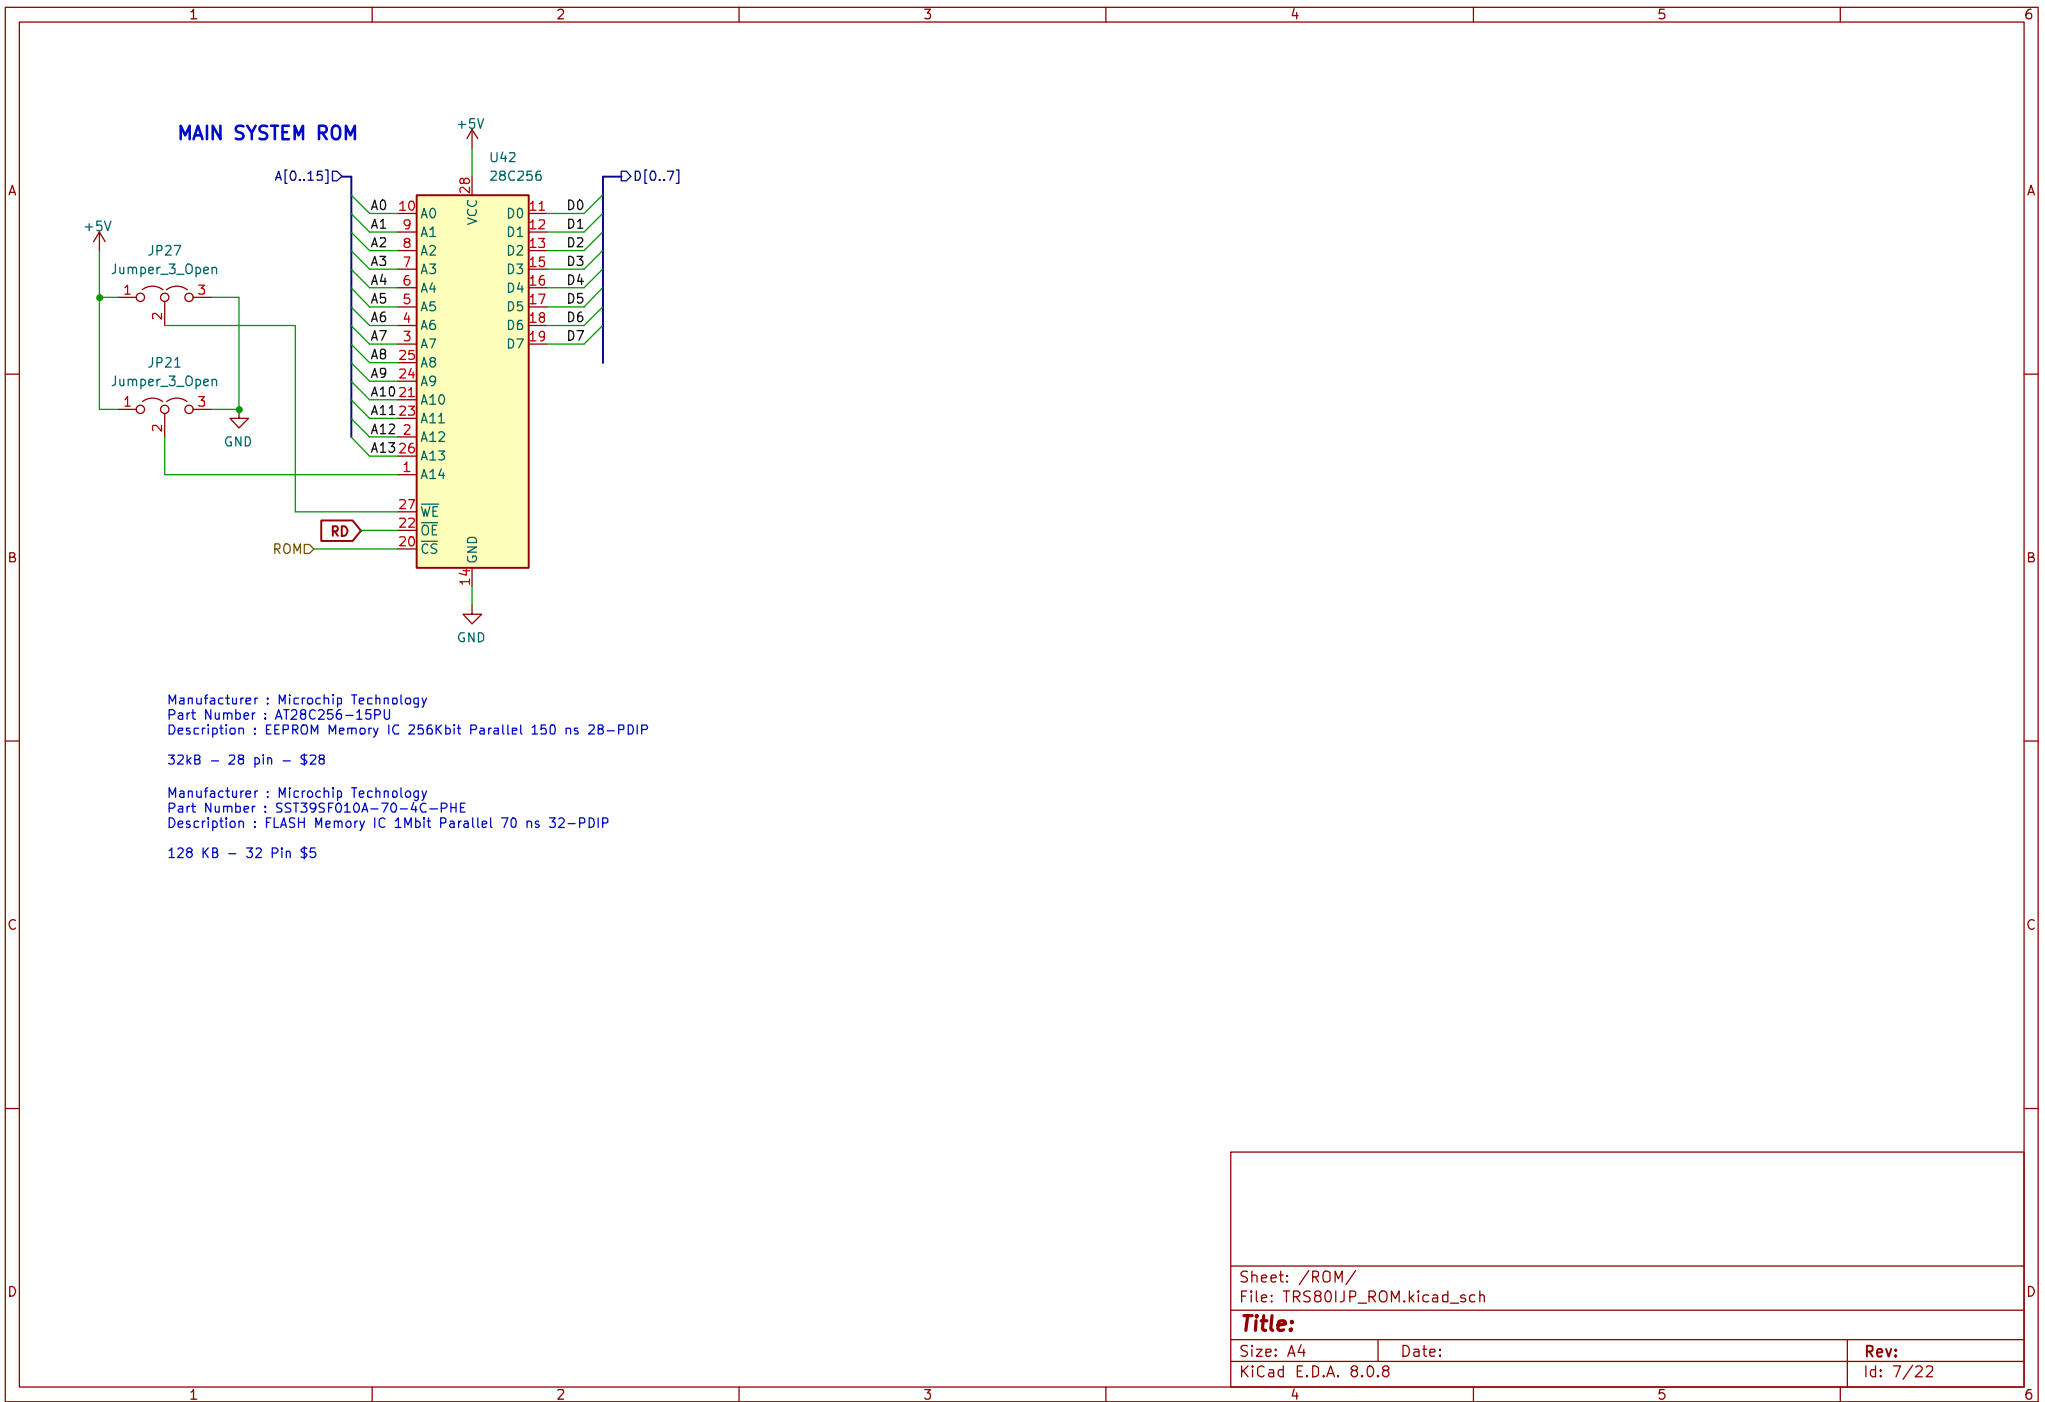 1 2 3 4 5 6
MAIN SYSTEM ROM
+5V
U42
28C256
A[0..15]
D[0..7]
28
VCC
A0 10 A0 D0 11 D0
A1 9 A1 D1 12 D1
A2 8 A2 D2 13 D2
A3 7 A3 D3 15 D3
A4 6 A4 D4 16 D4
A5 5 A5 D5 17 D5
A6 4 A6 D6 18 D6
A7 3 A7 D7 19 D7
A8 25 A8
A9 24 A9
A10 21 A10
A11 23 A11
A12 2 A12
A13 26 A13
1 A14
27 WE
RD 22 OE
ROM 20 CS
GND
14
GND
+5V
JP27
Jumper_3_Open
1 3
2
JP21
Jumper_3_Open
1 3
2
GND
Manufacturer : Microchip Technology
Part Number : AT28C256-15PU
Description : EEPROM Memory IC 256Kbit Parallel 150 ns 28-PDIP
32kB - 28 pin - $28
Manufacturer : Microchip Technology
Part Number : SST39SF010A-70-4C-PHE
Description : FLASH Memory IC 1Mbit Parallel 70 ns 32-PDIP
128 KB - 32 Pin $5
A A
B B
C C
D D
Sheet: /ROM/
File: TRS80IJP_ROM.kicad_sch
Title:
Size: A4 Date: Rev:
KiCad E.D.A. 8.0.8 Id: 7/22
1 2 3 4 5 6